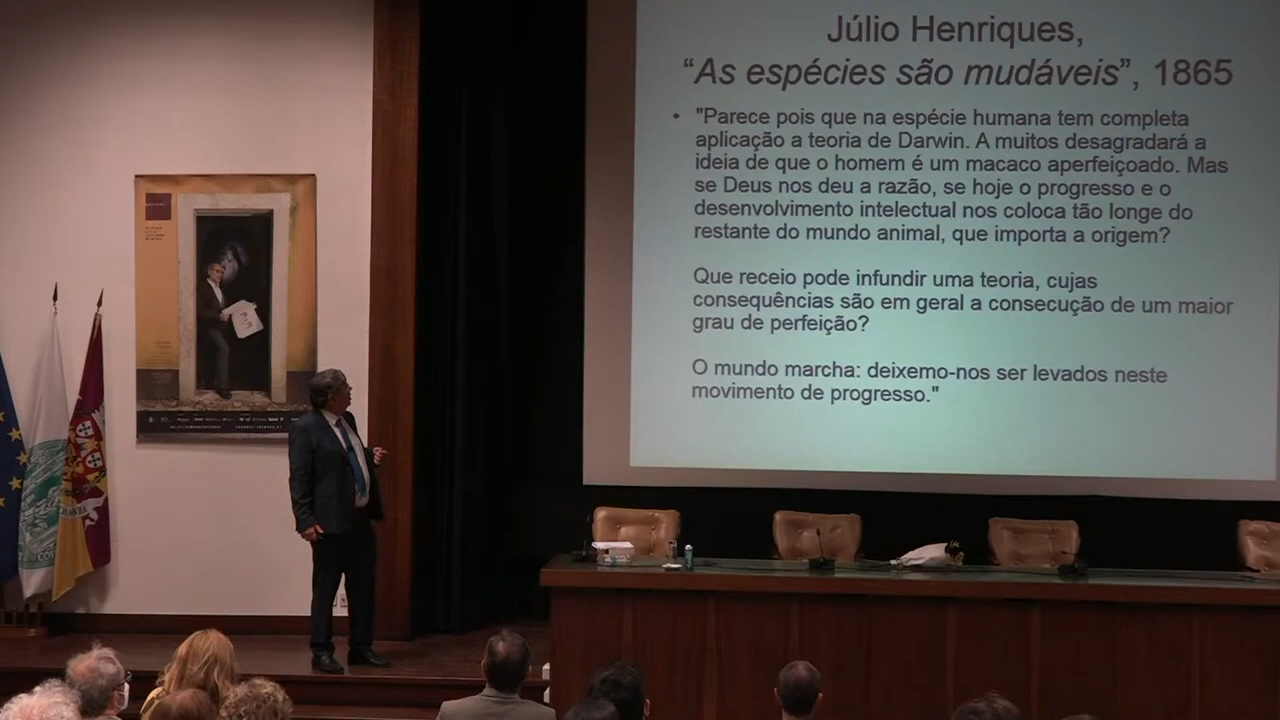 Júlio Henriques,
“As espécies são mudáveis”, 1865
• "Parece pois que na espécie humana tem completa
aplicação a teoria de Darwin. A muitos desagradará a
ideia de que o homem é um macaco aperfeiçoado. Mas
se Deus nos deu a razão, se hoje o progresso e o
desenvolvimento intelectual nos coloca tão longe do
restante do mundo animal, que importa a origem?
Que receio pode infundir uma teoria, cujas
consequências são em geral a consecução de um maior
grau de perfeição?
O mundo marcha: deixemo-nos ser levados neste
movimento de progresso."